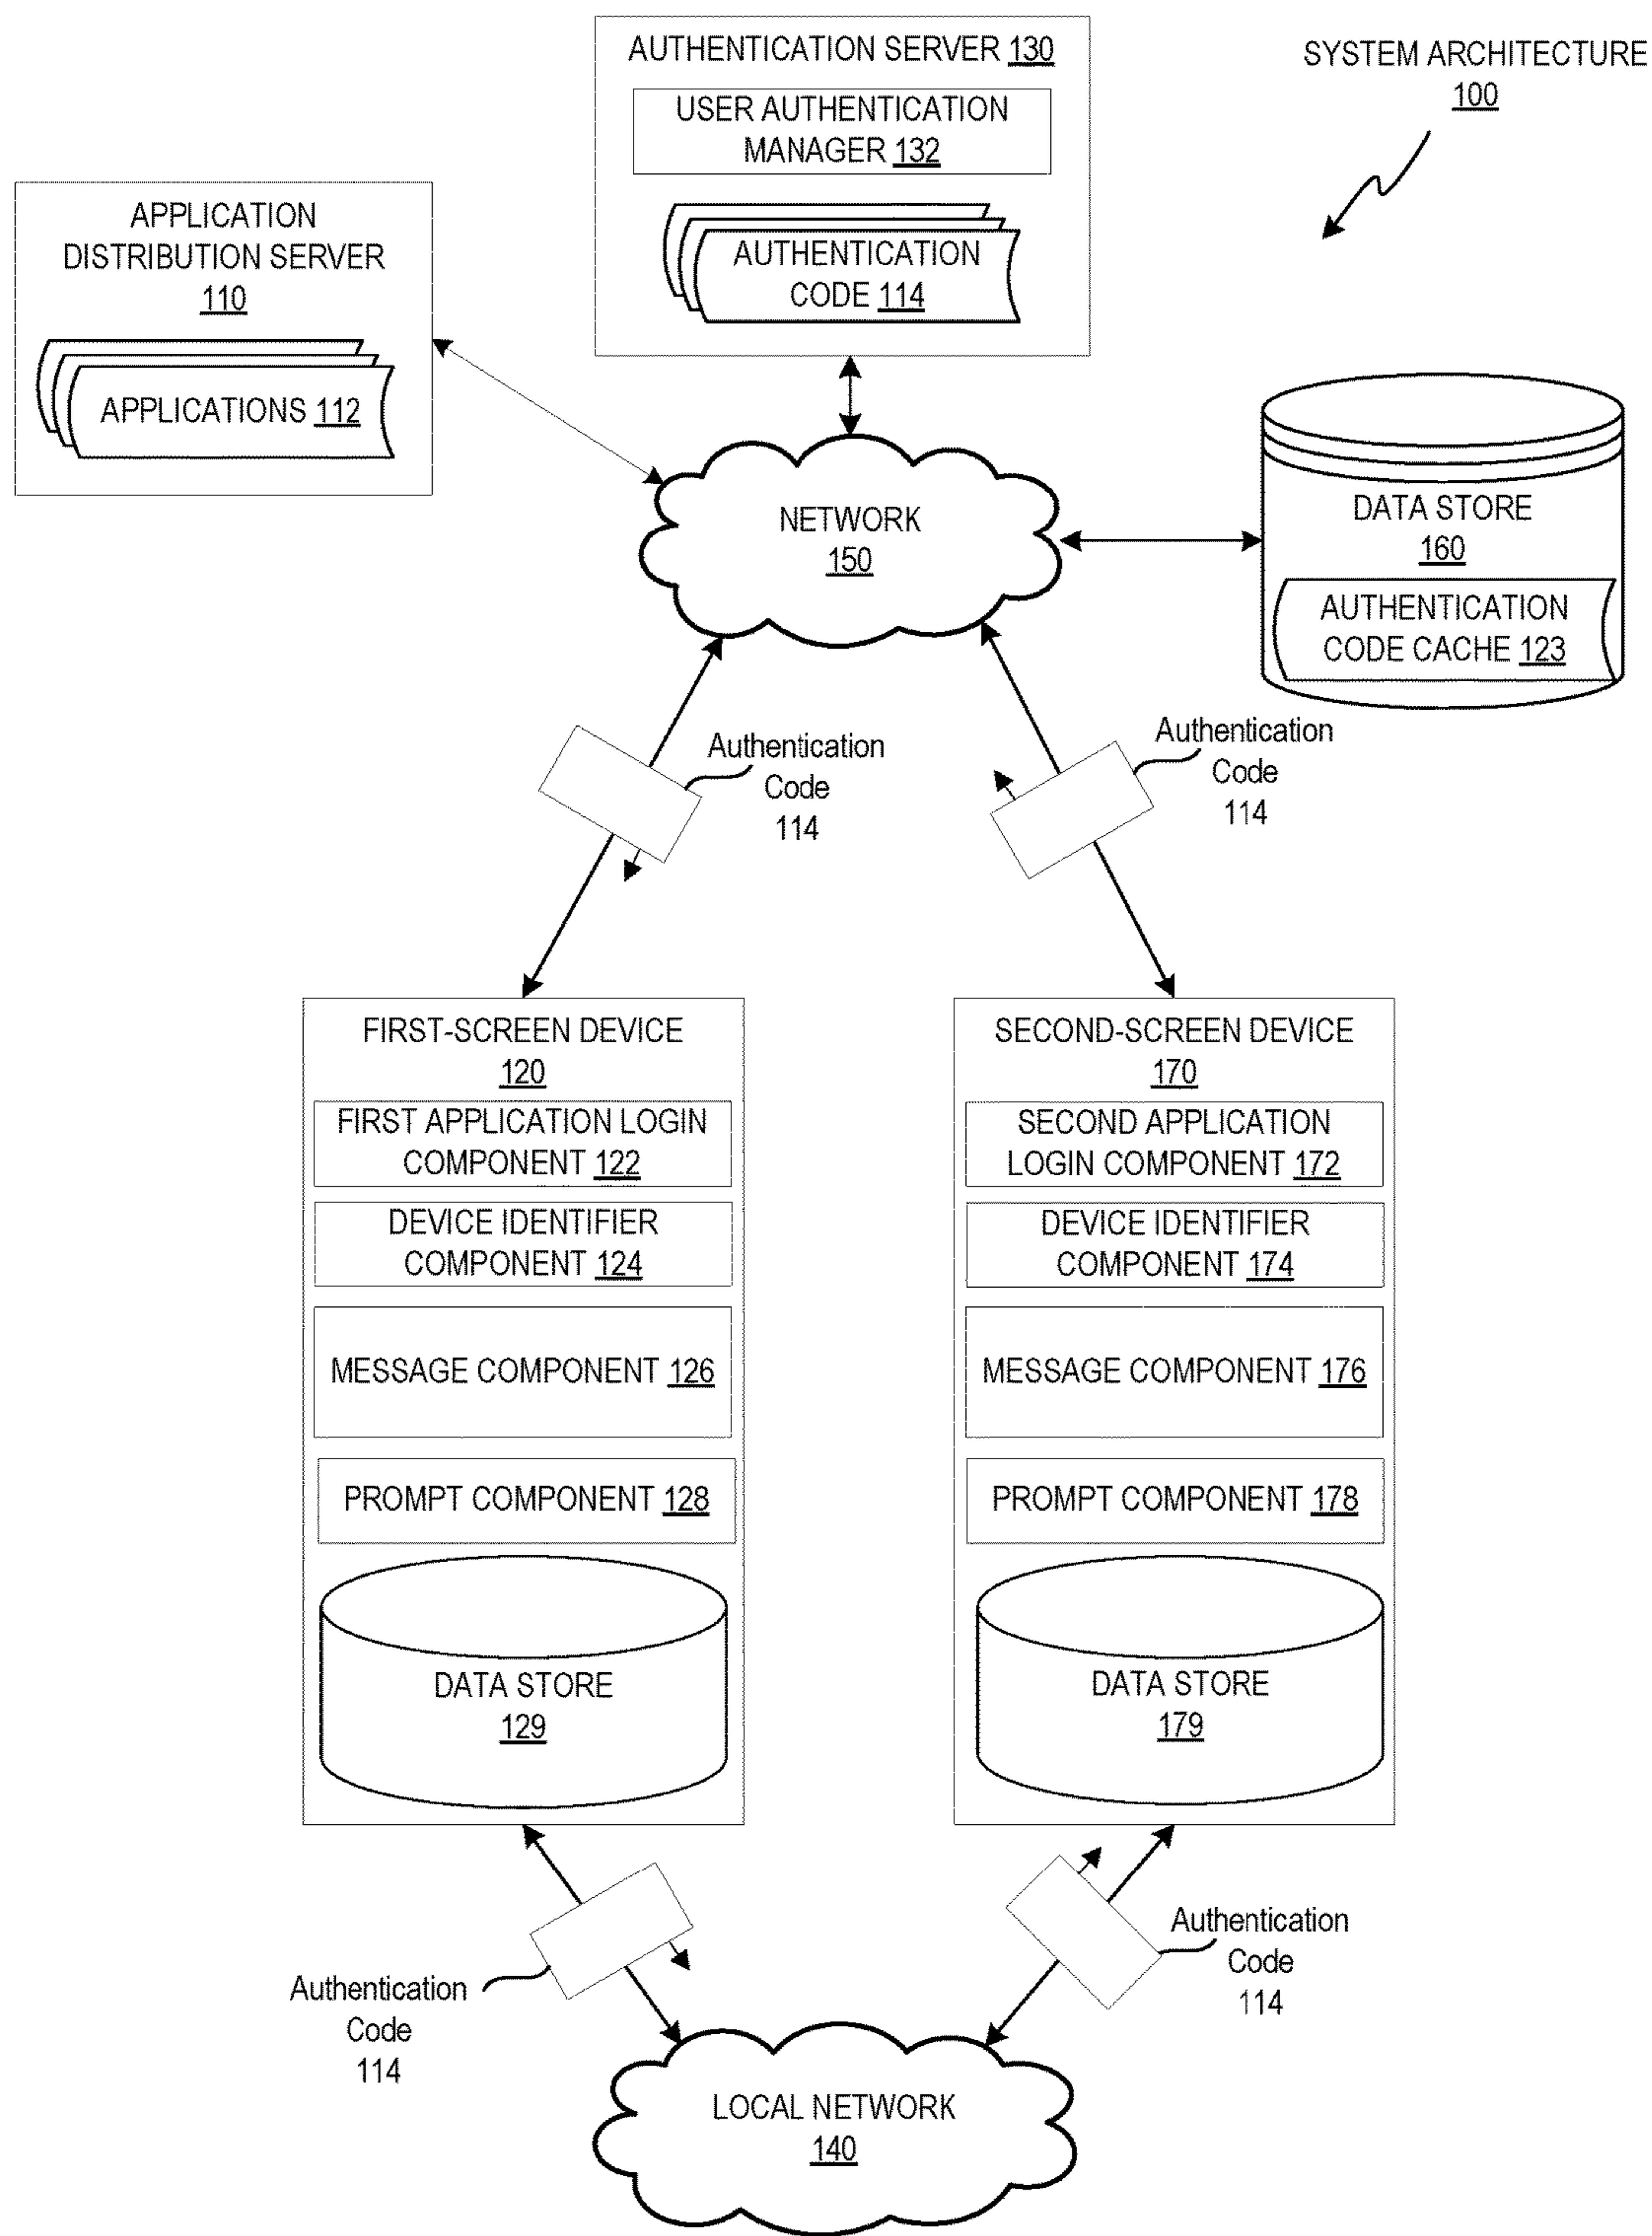 AUTHENTICATION SERVER 130
USER AUTHENTICATION
MANAGER 132
AUTHENTICATION
CODE 114
SYSTEM ARCHITECTURE
100
APPLICATION
DISTRIBUTION SERVER
110
APPLICATIONS 112
NETWORK
150
DATA STORE
160
AUTHENTICATION
CODE CACHE 123
Authentication
Code
114
Authentication
Code
114
FIRST-SCREEN DEVICE
120
FIRST APPLICATION LOGIN
COMPONENT 122
DEVICE IDENTIFIER
COMPONENT 124
MESSAGE COMPONENT 126
PROMPT COMPONENT 128
DATA STORE
129
SECOND-SCREEN DEVICE
170
SECOND APPLICATION
LOGIN COMPONENT 172
DEVICE IDENTIFIER
COMPONENT 174
MESSAGE COMPONENT 176
PROMPT COMPONENT 178
DATA STORE
179
Authentication
Code
114
Authentication
Code
114
LOCAL NETWORK
140